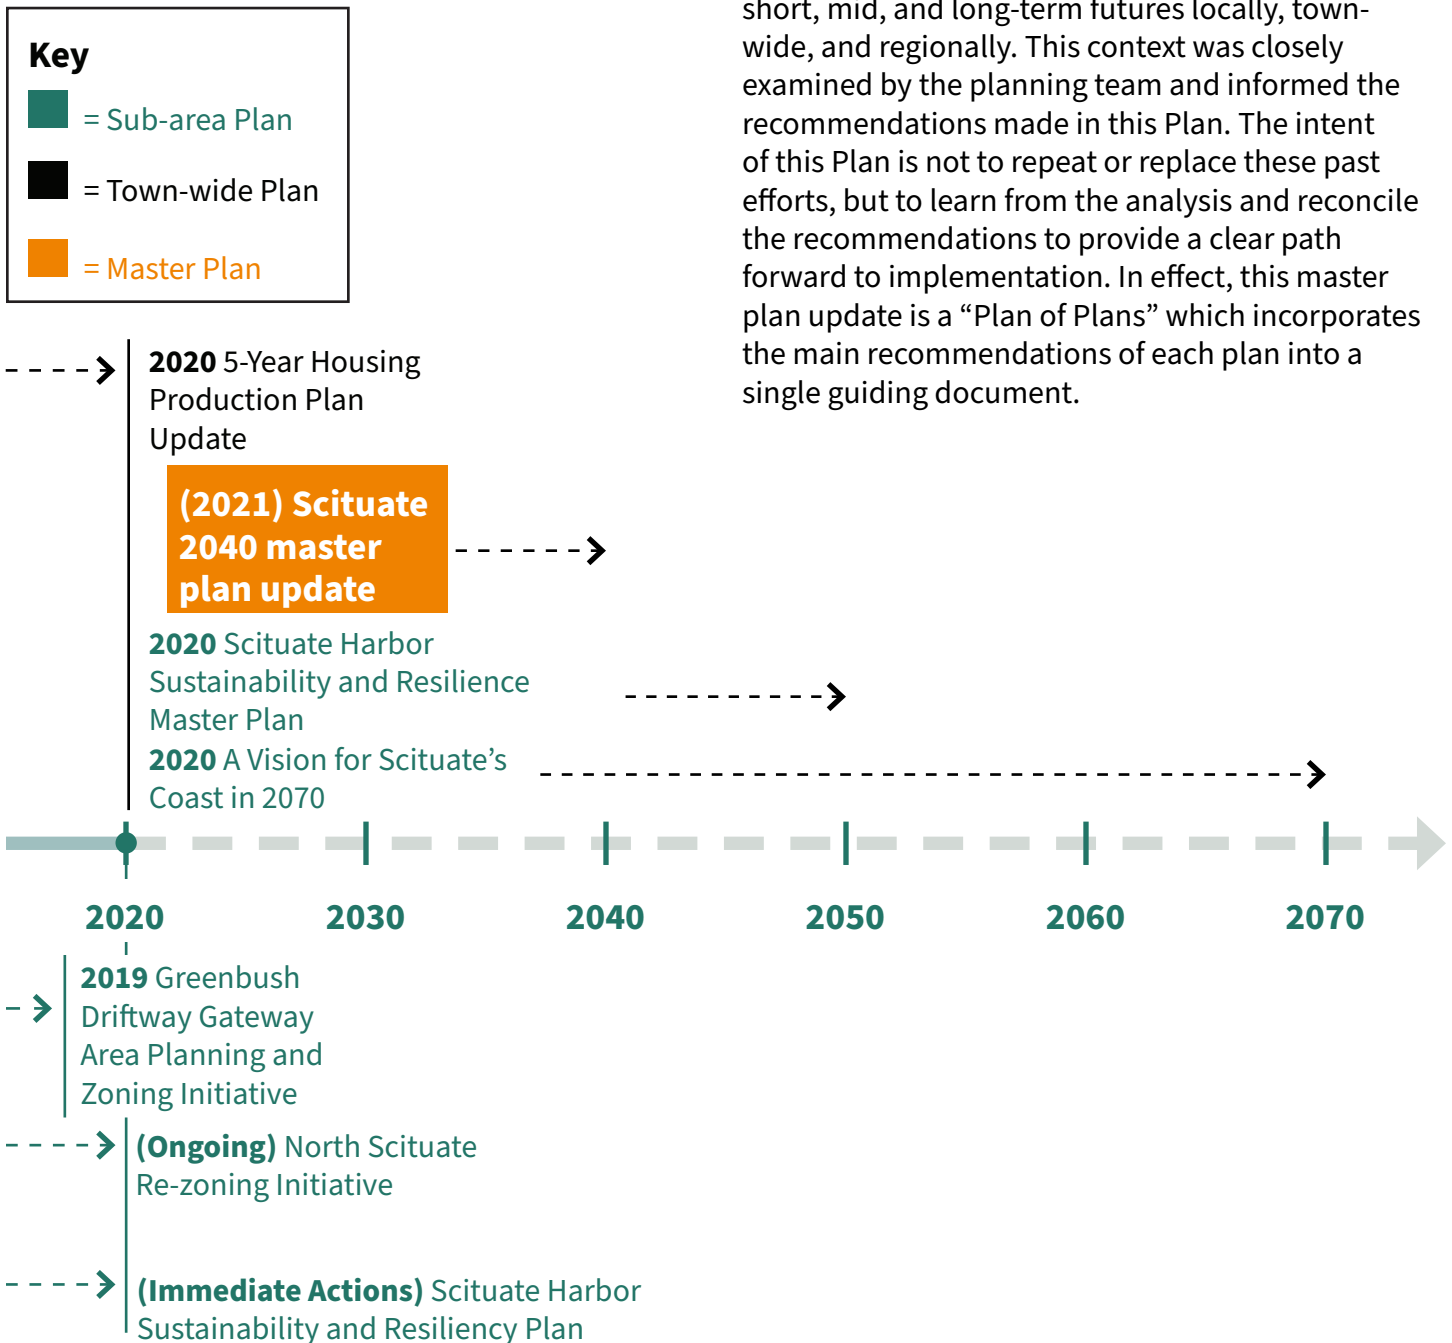 Key
= Sub-area Plan
= Town-wide Plan
= Master Plan
short, mid, and long-term futures locally, town-
wide, and regionally. This context was closely
examined by the planning team and informed the
recommendations made in this Plan. The intent
of this Plan is not to repeat or replace these past
efforts, but to learn from the analysis and reconcile
the recommendations to provide a clear path
forward to implementation. In effect, this master
plan update is a “Plan of Plans” which incorporates
the main recommendations of each plan into a
single guiding document.
2020 5-Year Housing
Production Plan
Update
(2021) Scituate
2040 master
plan update
2020 Scituate Harbor
Sustainability and Resilience
Master Plan
2020 A Vision for Scituate’s
Coast in 2070
2020 2030 2040 2050 2060 2070
2019 Greenbush
Driftway Gateway
Area Planning and
Zoning Initiative
(Ongoing) North Scituate
Re-zoning Initiative
(Immediate Actions) Scituate Harbor
Sustainability and Resiliency Plan